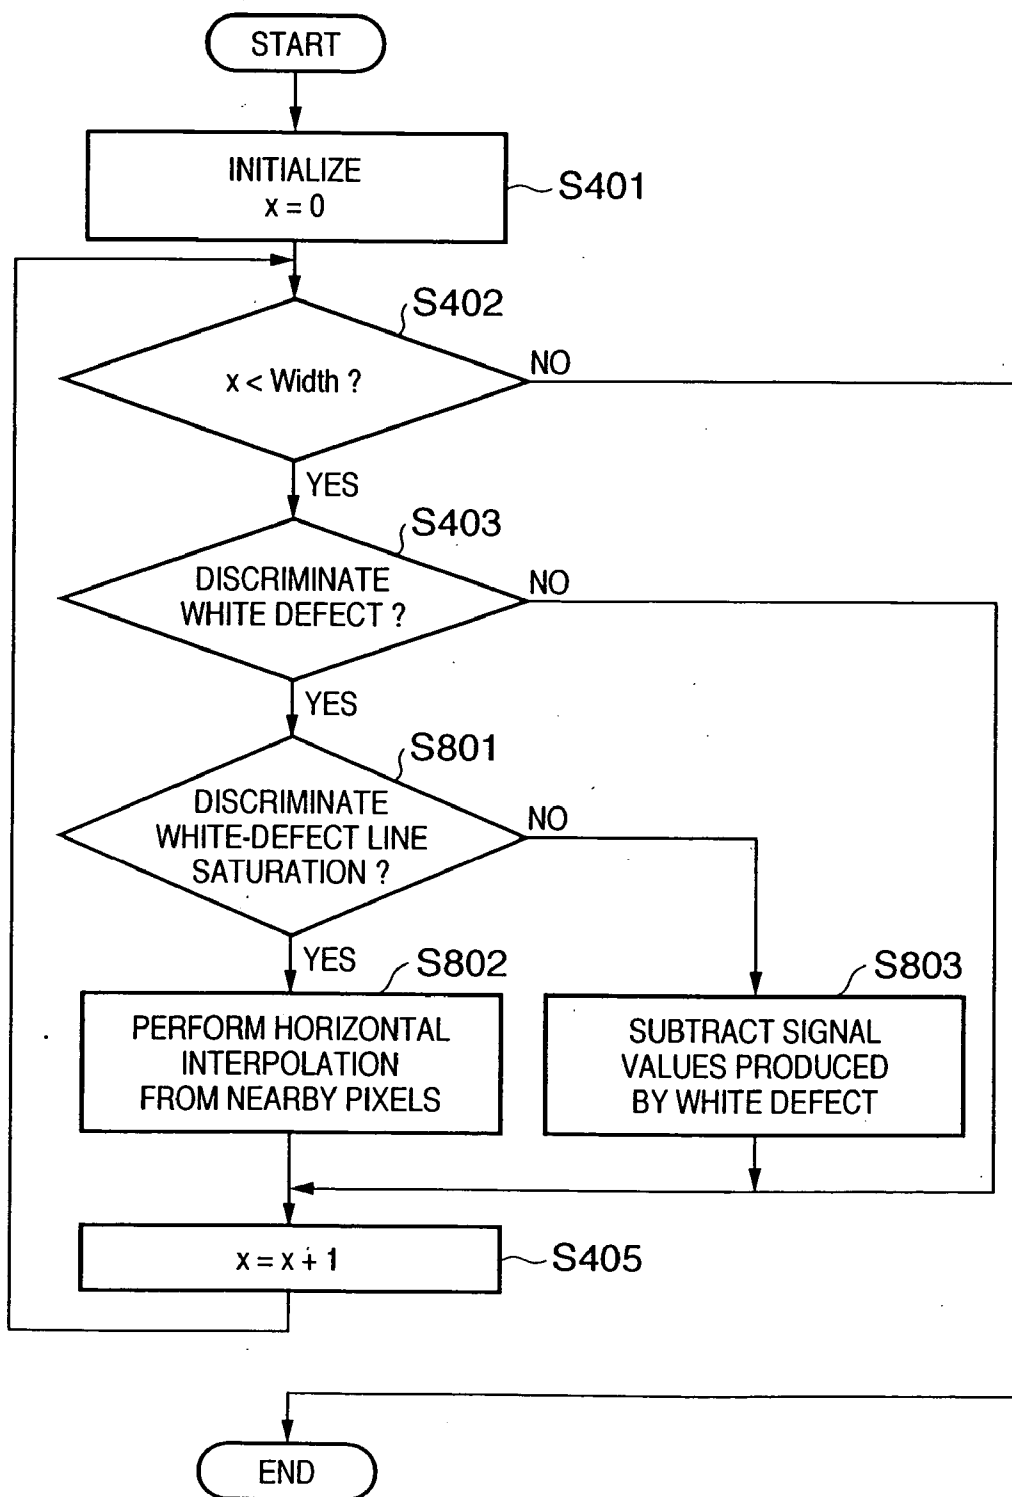 START
INITIALIZE
x = 0
S401
S402
x < Width ?
NO
YES
S403
DISCRIMINATE
WHITE DEFECT ?
NO
YES
S801
DISCRIMINATE
WHITE-DEFECT LINE
SATURATION ?
NO
YES
S802
PERFORM HORIZONTAL
INTERPOLATION
FROM NEARBY PIXELS
S803
SUBTRACT SIGNAL
VALUES PRODUCED
BY WHITE DEFECT
x = x + 1
S405
END